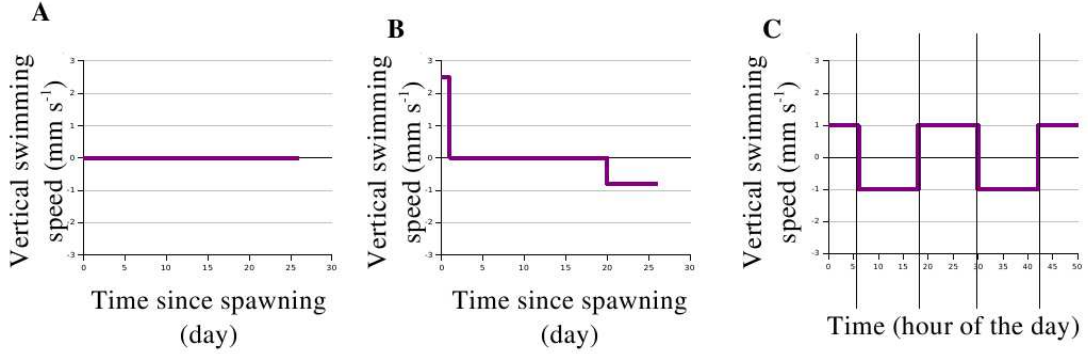 A
Vertical swimming
speed (mm s-1)
3
2
1
0
-1
-2
-3
0 5 10 15 20 25 30
Time since spawning
(day)
B
Vertical swimming
speed (mm s-1)
3
2
1
0
-1
-2
-3
0 5 10 15 20 25 30
Time since spawning
(day)
C
Vertical swimming
speed (mm s-1)
3
2
1
0
-1
-2
-3
0 5 10 15 20 25 30 35 40 45 50
Time (hour of the day)